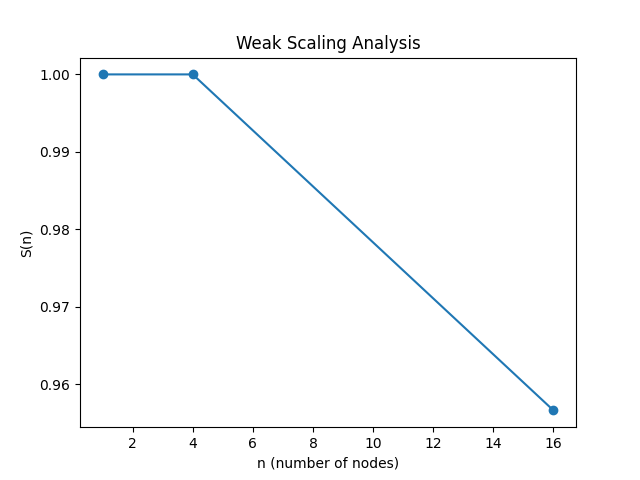 Weak Scaling Analysis
1.00
0.99
0.98
0.97
0.96
S(n)
2 4 6 8 10 12 14 16
n (number of nodes)